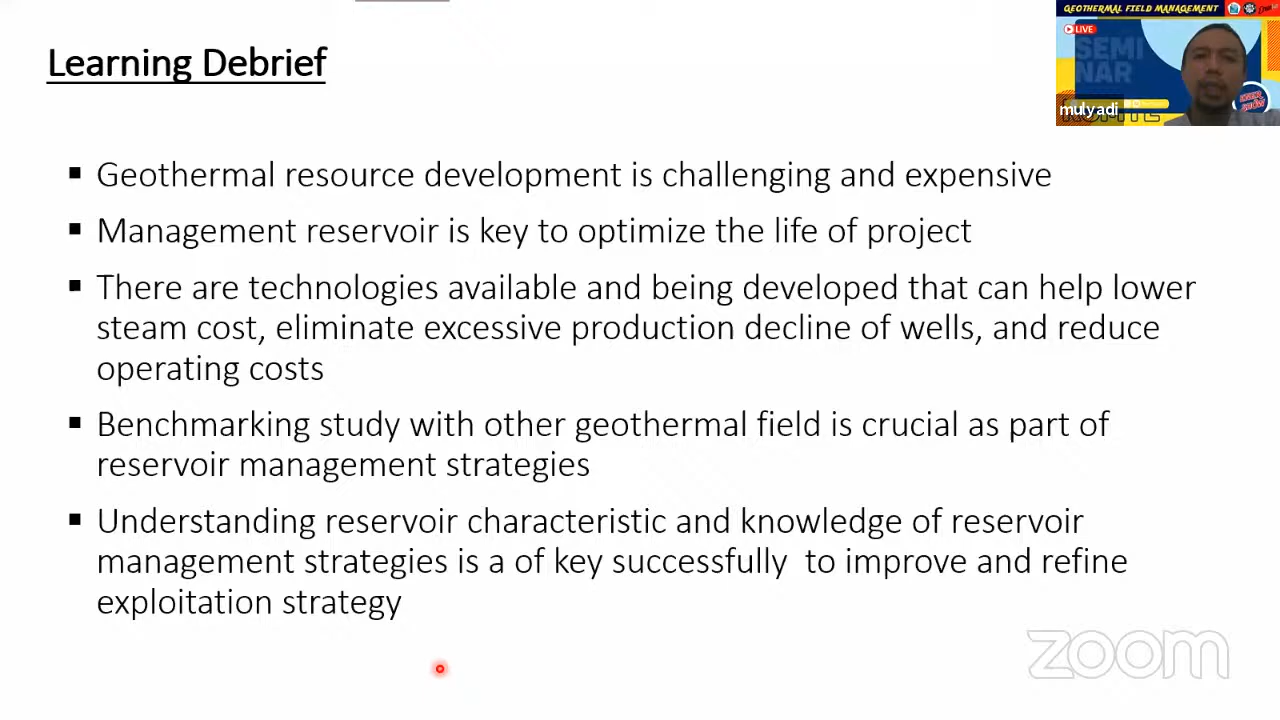 GEOTHERMAL FIELD MANAGEMENT
LIVE
SEMI
NAR
mulyadi
Learning Debrief
▪ Geothermal resource development is challenging and expensive
▪ Management reservoir is key to optimize the life of project
▪ There are technologies available and being developed that can help lower
steam cost, eliminate excessive production decline of wells, and reduce
operating costs
▪ Benchmarking study with other geothermal field is crucial as part of
reservoir management strategies
▪ Understanding reservoir characteristic and knowledge of reservoir
management strategies is a of key successfully  to improve and refine
exploitation strategy
zoom